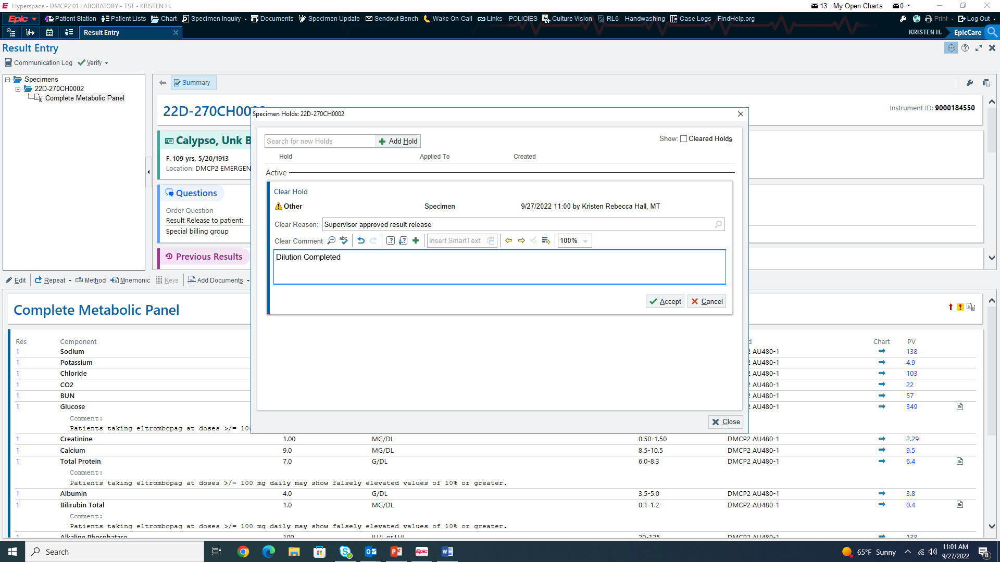 Hyperspace - DMCP2 01 LABORATORY - TST - KRISTEN H.
13 : My Open Charts
0
Epic
Patient Station
Patient Lists
Chart
Specimen Inquiry
Documents
Specimen Update
Sendout Bench
Wake On-Call
Links
POLICIES
Culture Vision
RL6
Handwashing
Case Logs
FindHelp.org
Print
Log Out
Result Entry
KRISTEN H.
EpicCare
Result Entry
Communication Log
Verify
Specimens
22D-270CH0002
Complete Metabolic Panel
Summary
22D-270CH00
Instrument ID: 9000184550
Calypso, Unk B
F, 109 yrs, 5/20/1913
Location: DMCP2 EMERGEN
Questions
Order Question
Result Release to patient:
Special billing group
Previous Results
Specimen Holds: 22D-270CH0002
Search for new Holds
Add Hold
Show:
Cleared Holds
Hold Applied To Created
Active
Clear Hold
Other Specimen 9/27/2022 11:00 by Kristen Rebecca Hall, MT
Clear Reason: Supervisor approved result release
Clear Comment
abc
Insert SmartText
100%
Dilution Completed
Accept
Cancel
Close
Edit
Repeat
Method
Mnemonic
Keys
Add Documents
Complete Metabolic Panel
Res Component d Chart PV
1 Sodium 2 AU480-1 138
1 Potassium 2 AU480-1 4.9
1 Chloride 2 AU480-1 103
1 CO2 2 AU480-1 22
1 BUN 2 AU480-1 57
1 Glucose 2 AU480-1 349
Comment:
Patients taking eltrombopag at doses >/= 100
1 Creatinine 1.00 MG/DL 0.50-1.50 DMCP2 AU480-1 2.29
1 Calcium 9.0 MG/DL 8.5-10.5 DMCP2 AU480-1 9.5
1 Total Protein 7.0 G/DL 6.0-8.3 DMCP2 AU480-1 6.4
Comment:
Patients taking eltrombopag at doses >/= 100 mg daily may show falsely elevated values of 10% or greater.
1 Albumin 4.0 G/DL 3.5-5.0 DMCP2 AU480-1 3.8
1 Bilirubin Total 1.0 MG/DL 0.1-1.2 DMCP2 AU480-1 0.4
Comment:
Patients taking eltrombopag at doses >/= 100 mg daily may show falsely elevated values of 10% or greater.
1 Alkaline Phosphatase 100 IU/L or U/L 20-125 DMCP2 AU480-1 138
Search
65°F Sunny
11:01 AM
9/27/2022
8